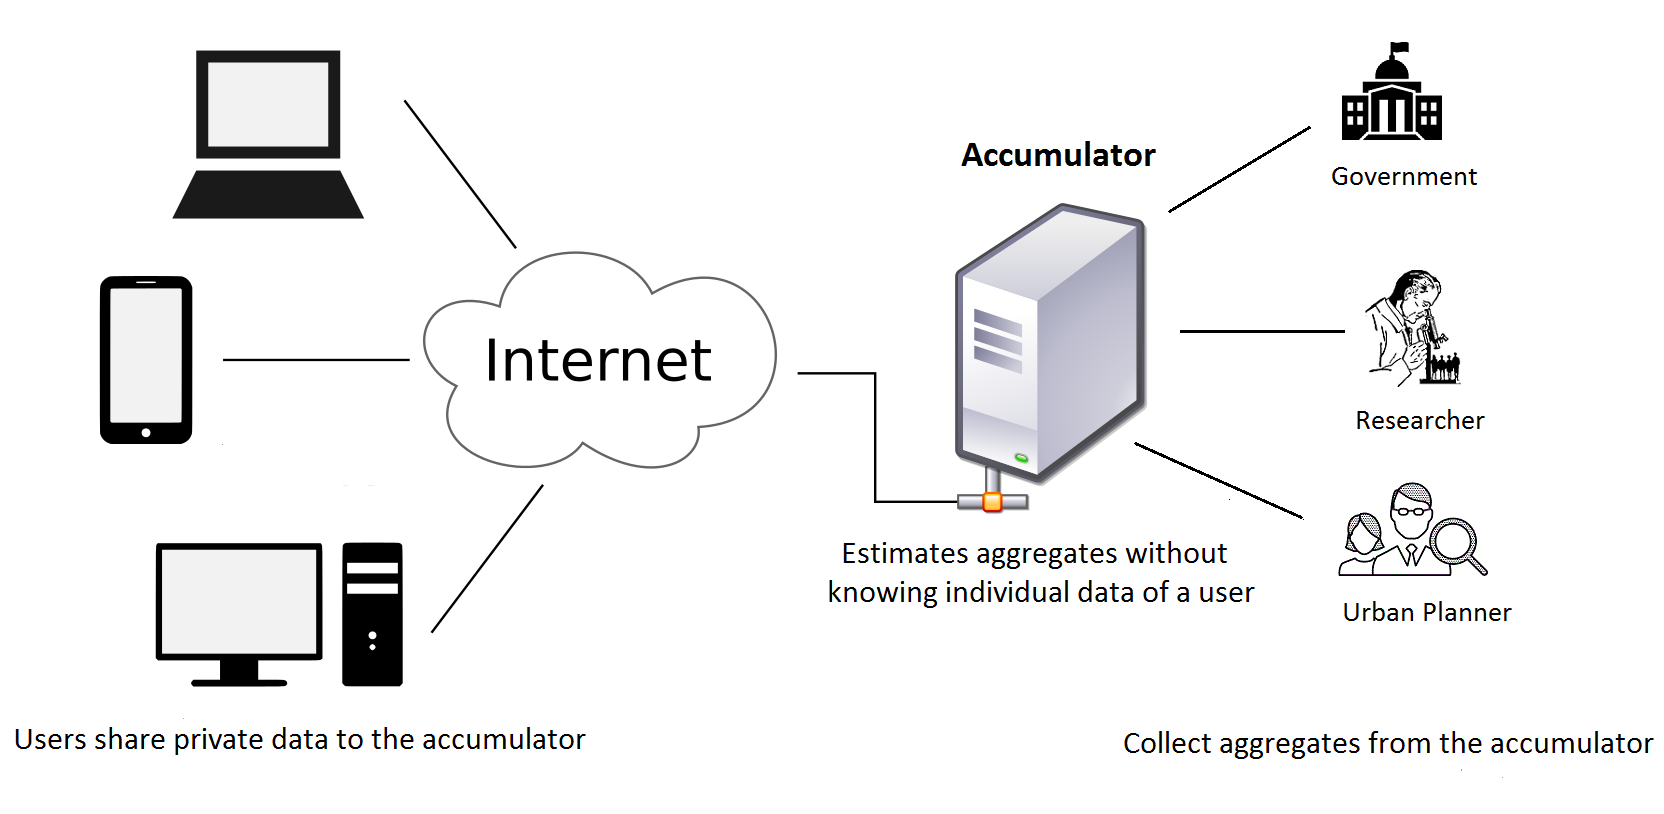 Accumulator
Government
Internet
Researcher
Estimates aggregates without
knowing individual data of a user
Urban Planner
Users share private data to the accumulator
Collect aggregates from the accumulator